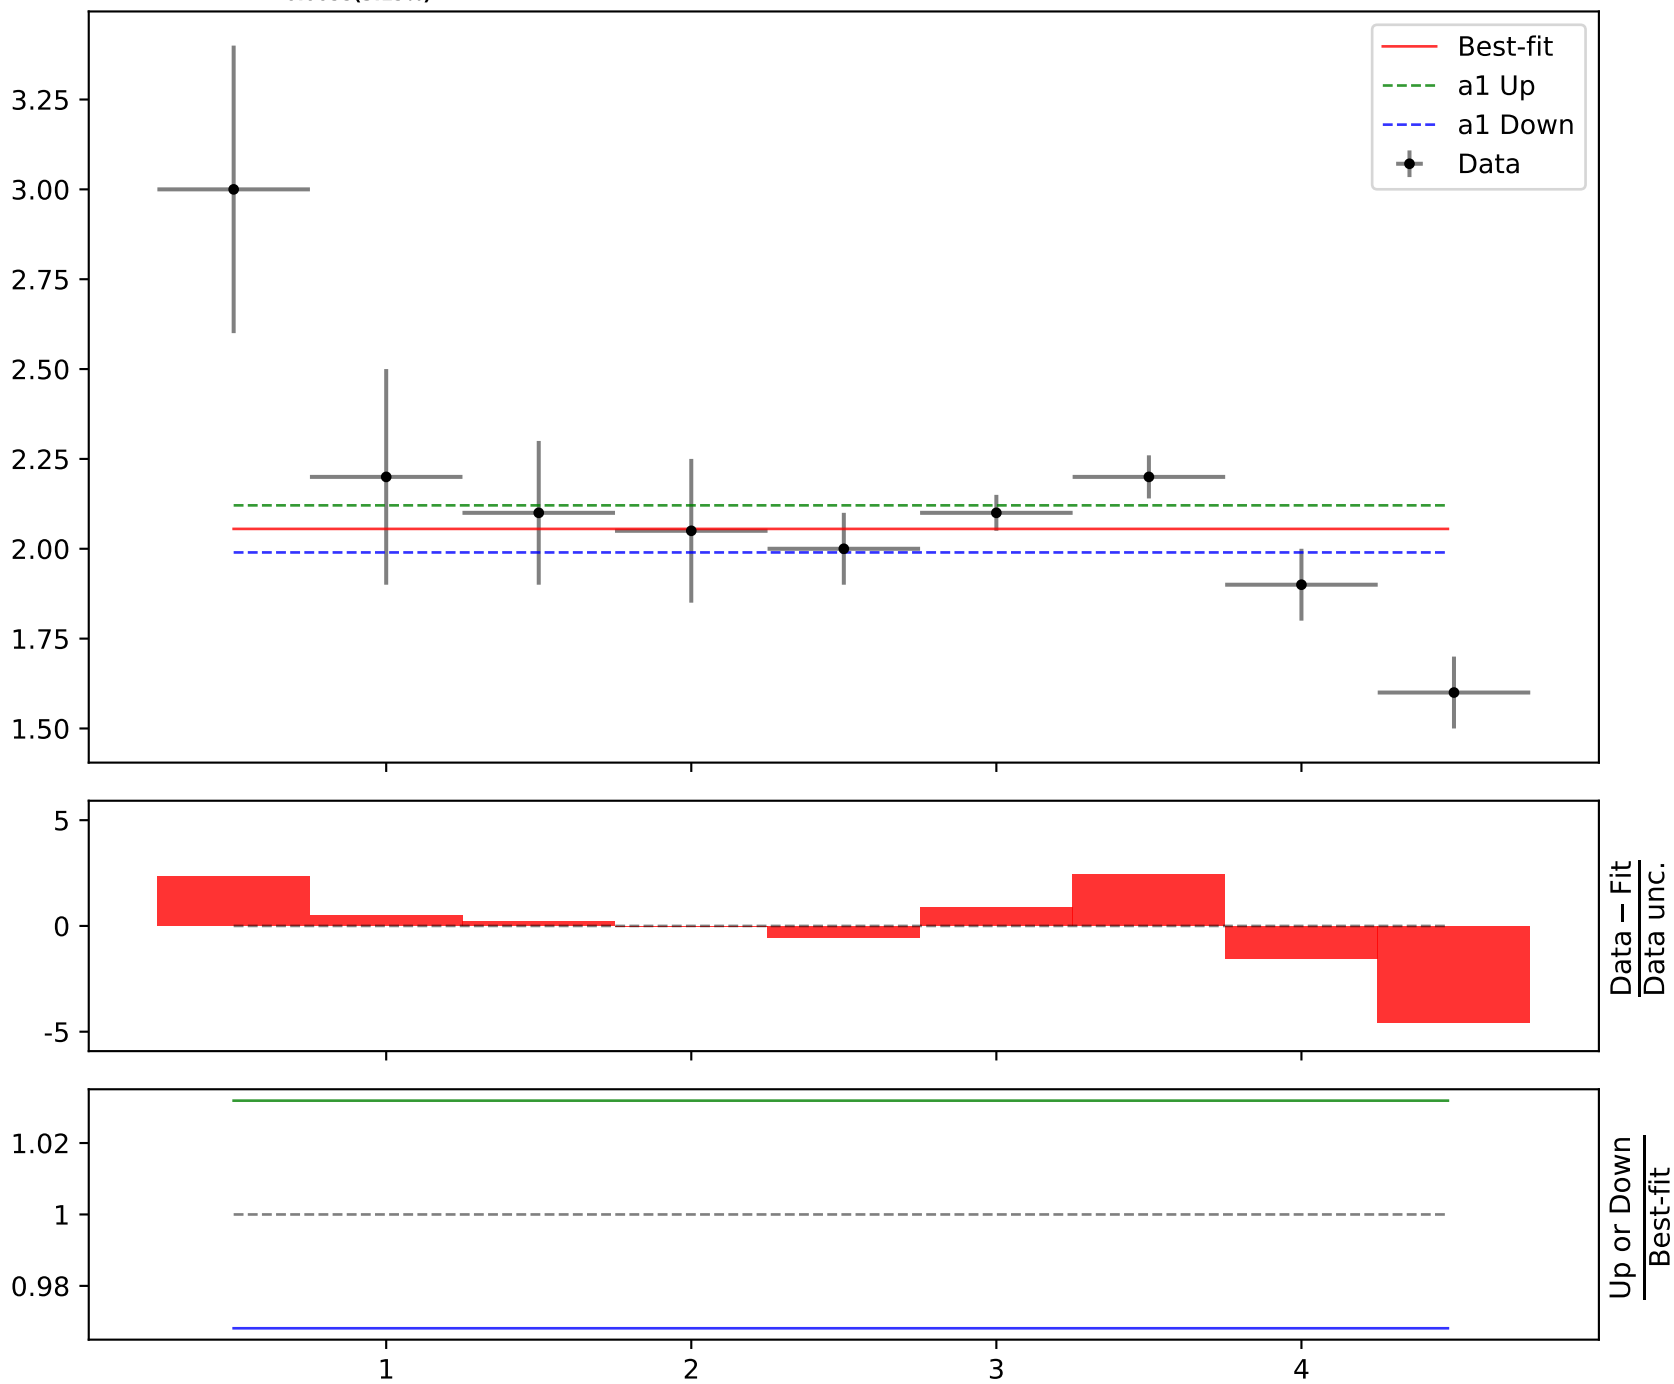 Best-fit
a1 Up
a1 Down
Data
3.25
3.00
2.75
2.50
2.25
2.00
1.75
1.50
5
0
-5
Data − Fit
Data unc.
1.02
1
0.98
Up or Down
Best-fit
1 2 3 4